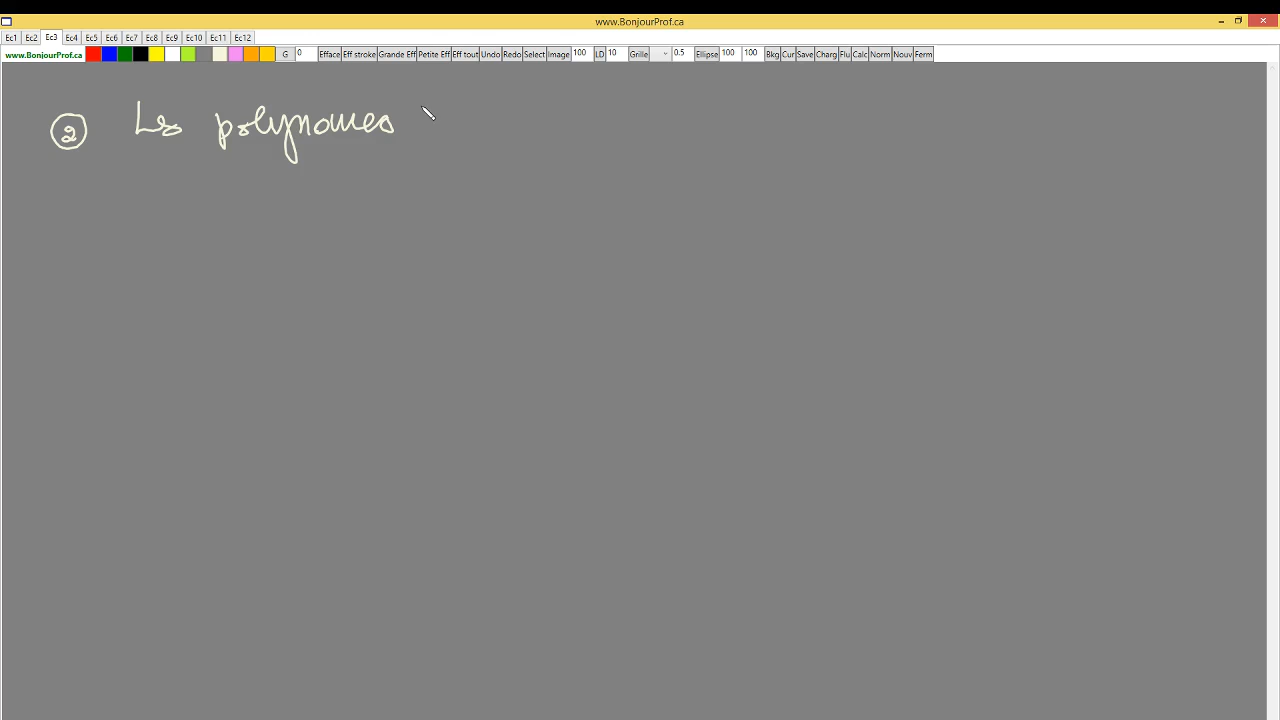 www.BonjourProf.ca
Ec1 Ec2 Ec3 Ec4 Ec5 Ec6 Ec7 Ec8 Ec9 Ec10 Ec11 Ec12
www.BonjourProf.ca G 0 Efface Eff stroke Grande Eff Petite Eff Eff tout Undo Redo Select Image 100 LD 10 Grille 0.5 Ellipse 100 100 Bkg Cur Save Charg Flu Calc Norm Nouv Ferm
2 Les polynomes